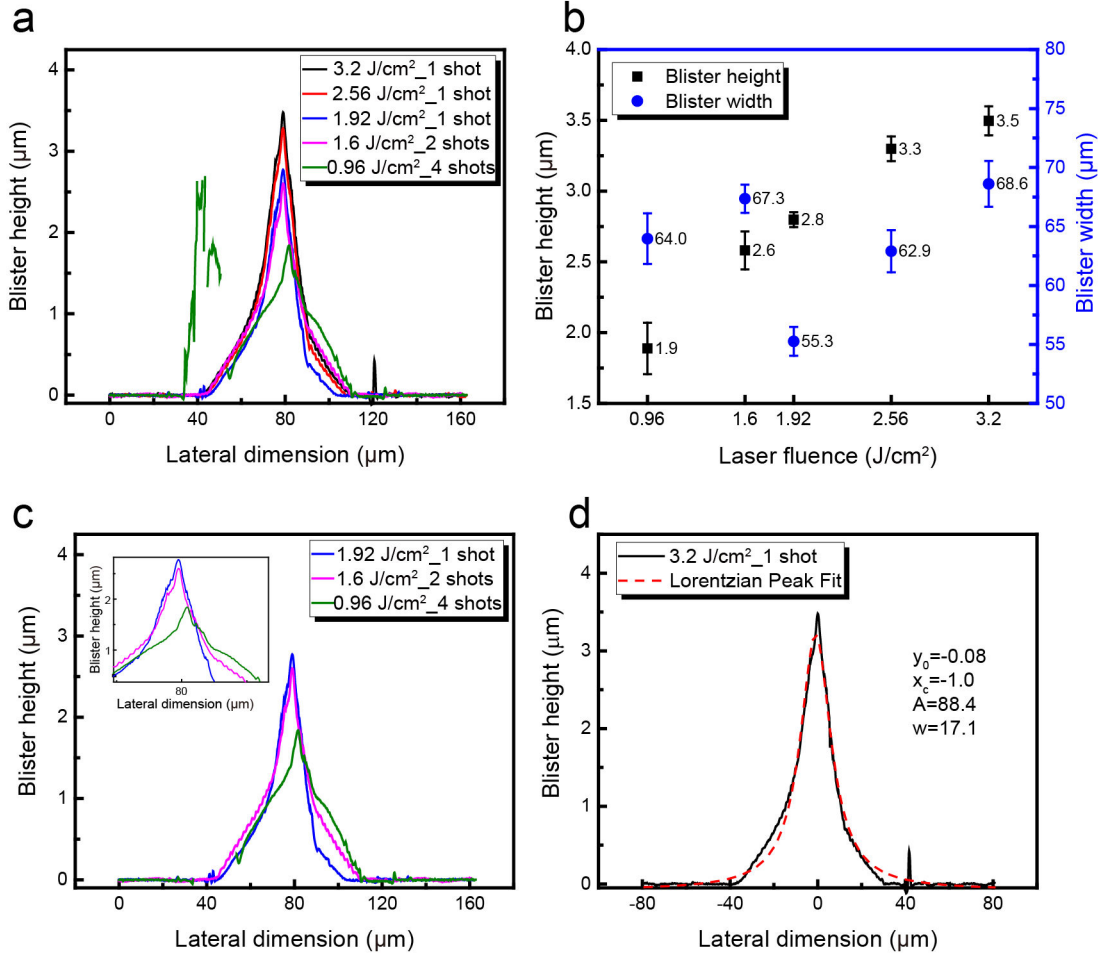 a
4
3
2
1
0
0
40
80
120
160
Blister height (µm)
Lateral dimension (µm)
3.2 J/cm²_1 shot
2.56 J/cm²_1 shot
1.92 J/cm²_1 shot
1.6 J/cm²_2 shots
0.96 J/cm²_4 shots
b
4.0
3.5
3.0
2.5
2.0
1.5
80
75
70
65
60
55
50
0.96
1.6
1.92
2.56
3.2
Blister height (µm)
Blister width (µm)
Laser fluence (J/cm²)
Blister height
Blister width
64.0
1.9
67.3
2.6
2.8
55.3
3.3
62.9
3.5
68.6
c
4
3
2
1
0
0
40
80
120
160
Blister height (µm)
Lateral dimension (µm)
1.92 J/cm²_1 shot
1.6 J/cm²_2 shots
0.96 J/cm²_4 shots
2
1
80
Blister height (µm)
Lateral dimension (µm)
d
4
3
2
1
0
-80
-40
0
40
80
Blister height (µm)
Lateral dimension (µm)
3.2 J/cm²_1 shot
Lorentzian Peak Fit
y₀=-0.08
x_c=-1.0
A=88.4
w=17.1